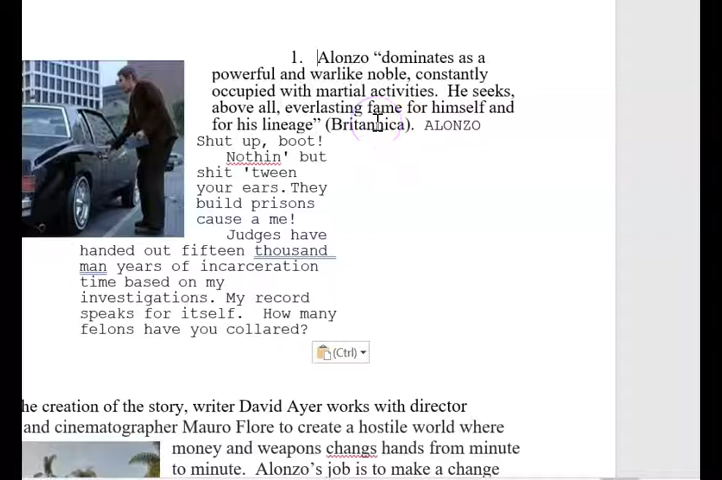 1. Alonzo “dominates as a
powerful and warlike noble, constantly
occupied with martial activities. He seeks,
above all, everlasting fame for himself and
for his lineage” (Britannica). ALONZO
Shut up, boot!
Nothin' but
shit 'tween
your ears.They
build prisons
cause a me!
Judges have
handed out fifteen thousand
man years of incarceration
time based on my
investigations. My record
speaks for itself. How many
felons have you collared?
(Ctrl)
he creation of the story, writer David Ayer works with director
and cinematographer Mauro Flore to create a hostile world where
money and weapons changs hands from minute
to minute. Alonzo’s job is to make a change